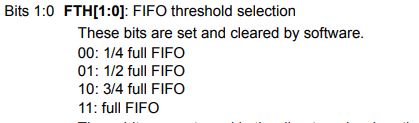 Bits 1:0 FTH[1:0]: FIFO threshold selection
These bits are set and cleared by software.
00: 1/4 full FIFO
01: 1/2 full FIFO
10: 3/4 full FIFO
11: full FIFO